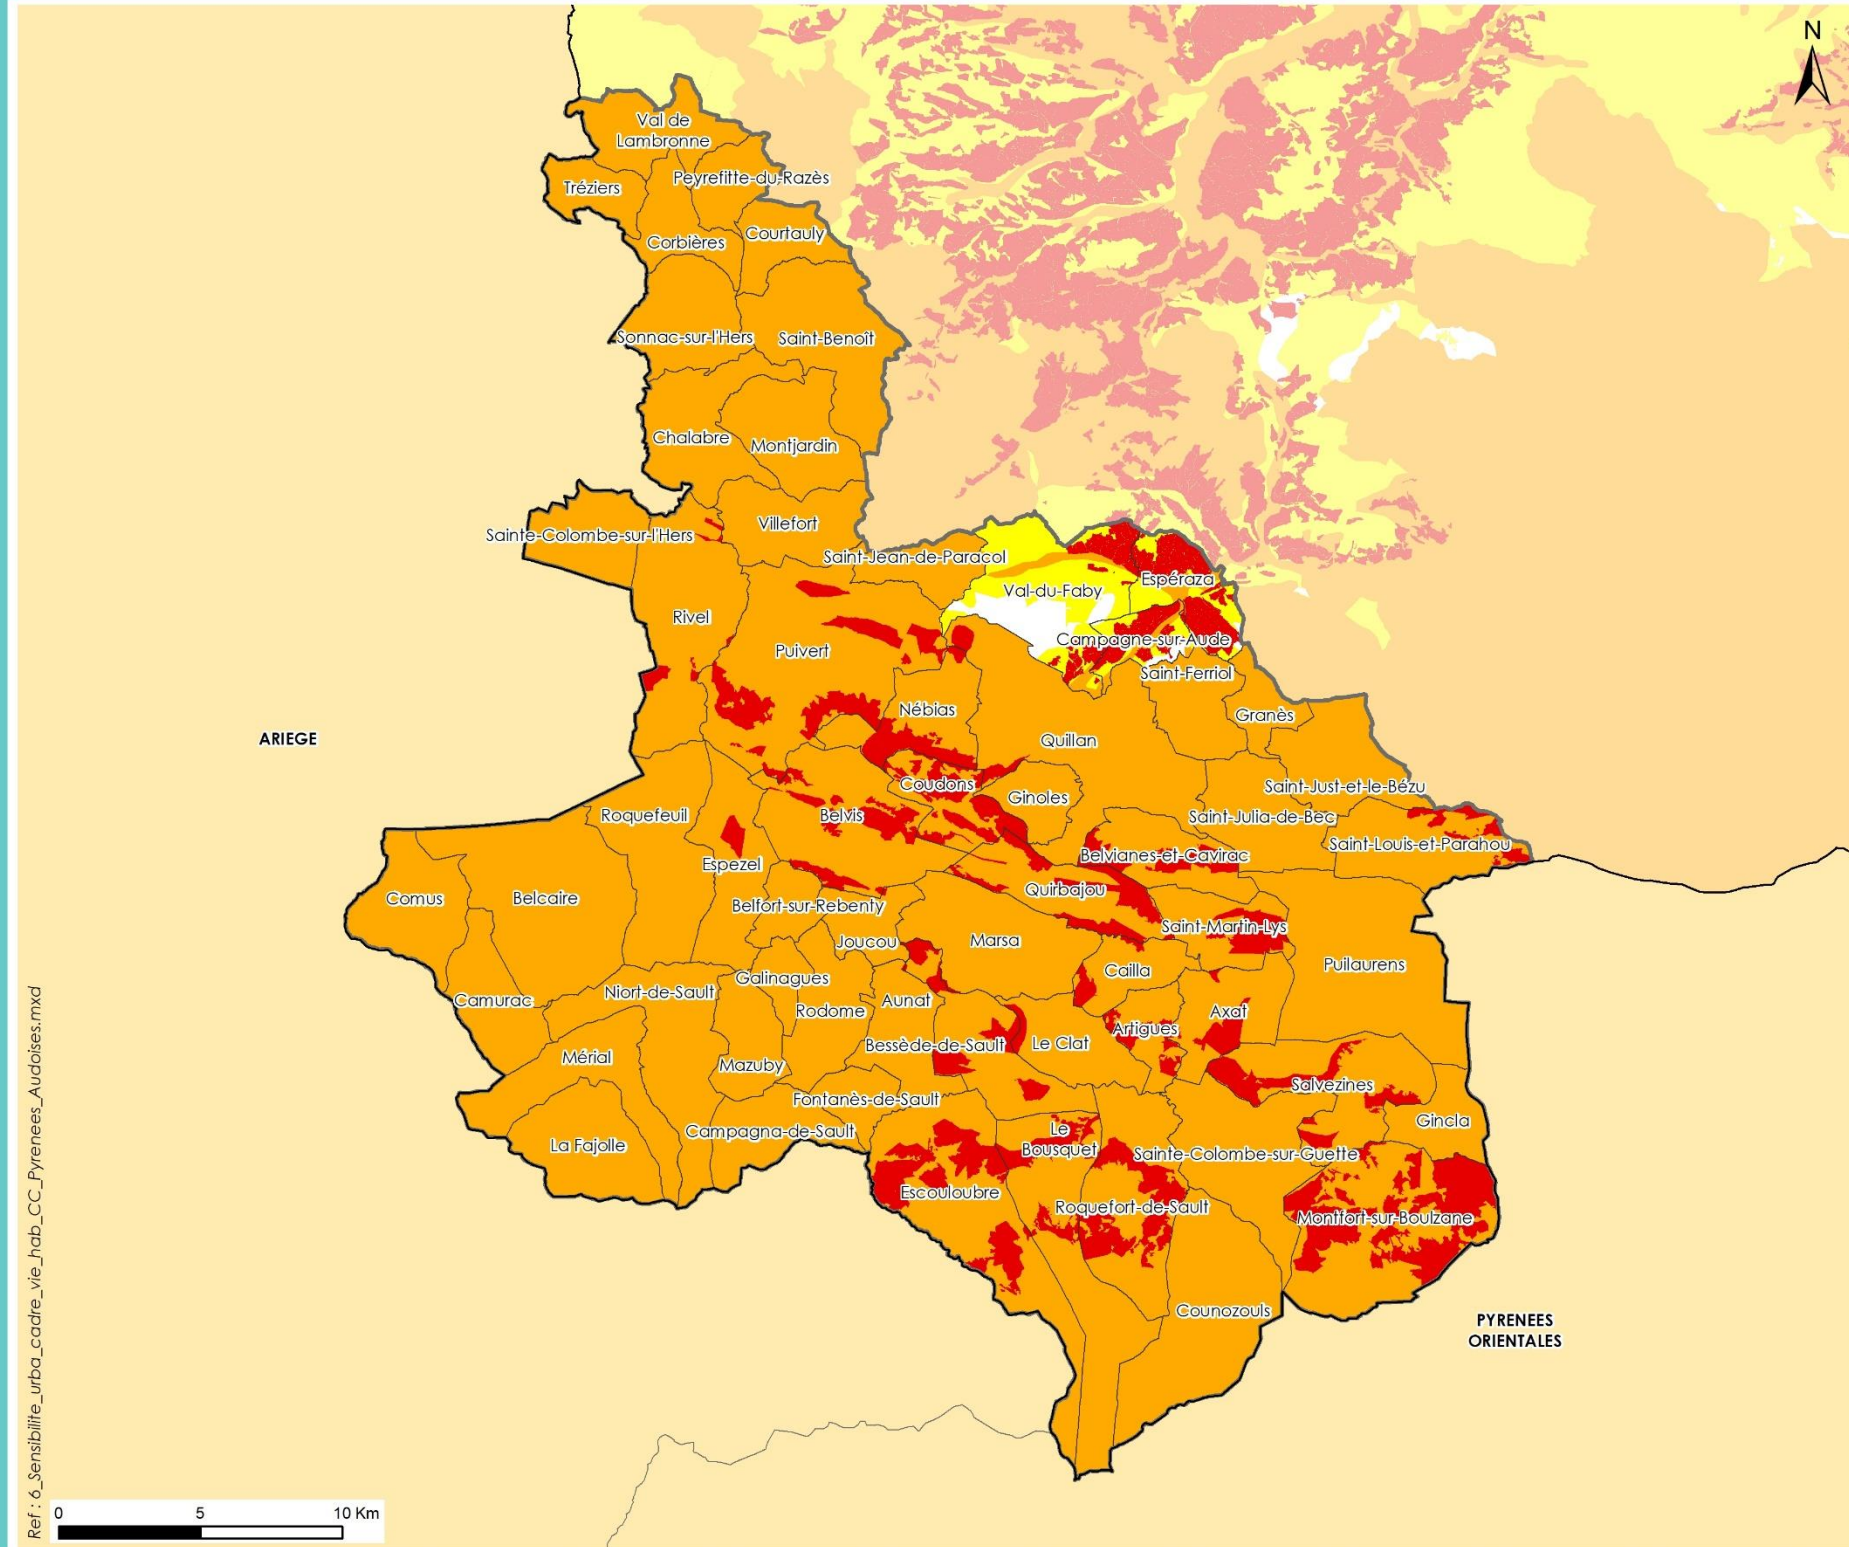 N
Val de
Lambronne
Tréziers
Peyrefitte-du-Razès
Corbières
Courtauly
Sonnac-sur-l'Hers
Saint-Benoît
Chalabre
Montjardin
Villefort
Sainte-Colombe-sur-l'Hers
Saint-Jean-de-Paracol
Val-du-Faby
Espéraza
Rivel
Puivert
Campagne-sur-Aude
Saint-Ferriol
Nébias
Granès
ARIEGE
Quillan
Coudons
Ginoles
Saint-Just-et-le-Bézu
Roquefeuil
Belvis
Saint-Julia-de-Bec
Saint-Louis-et-Parahou
Espezel
Belvianes-et-Cavirac
Comus
Belcaire
Quirbajou
Belfort-sur-Rebenty
Saint-Martin-Lys
Joucou
Marsa
Puilaurens
Cailla
Galinagues
Camurac
Niort-de-Sault
Aunat
Rodome
Axat
Artigues
Bessède-de-Sault
Le Clat
Mérial
Mazuby
Salvezines
Fontanès-de-Sault
Gincla
Campagna-de-Sault
Le
Bousquet
La Fajolle
Sainte-Colombe-sur-Guette
Escouloubre
Roquefort-de-Sault
Montfort-sur-Boulzane
Counozouls
PYRENEES
ORIENTALES
0 5 10 Km
Ref : 6_Sensibilite_urba_cadre_vie_hab_CC_Pyrenees_Audoises.mxd